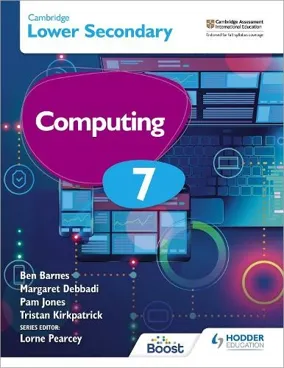 Cambridge
Lower Secondary
Cambridge Assessment
International Education
Endorsed for full syllabus coverage
Computing
7
Ben Barnes
Margaret Debbadi
Pam Jones
Tristan Kirkpatrick
SERIES EDITOR:
Lorne Pearcey
Boost
HODDER
EDUCATION